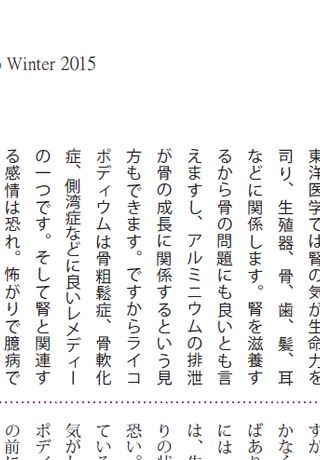 Winter 2015
東洋医学では腎の気が生命力を
司り、生殖器、骨、歯、髪、耳
などに関係します。腎を滋養す
るから骨の問題にも良いとも言
えますし、アルミニウムの排泄
が骨の成長に関係するという見
方もできます。ですからライコ
ポディウムは骨粗鬆症、骨軟化
症、側湾症などに良いレメディー
の一つです。そして腎と関連す
る感情は恐れ。怖がりで臆病で
すが
かなく
ばあり
には
は、生
りの状
恐い。
ている
気が
ポデ
の前に